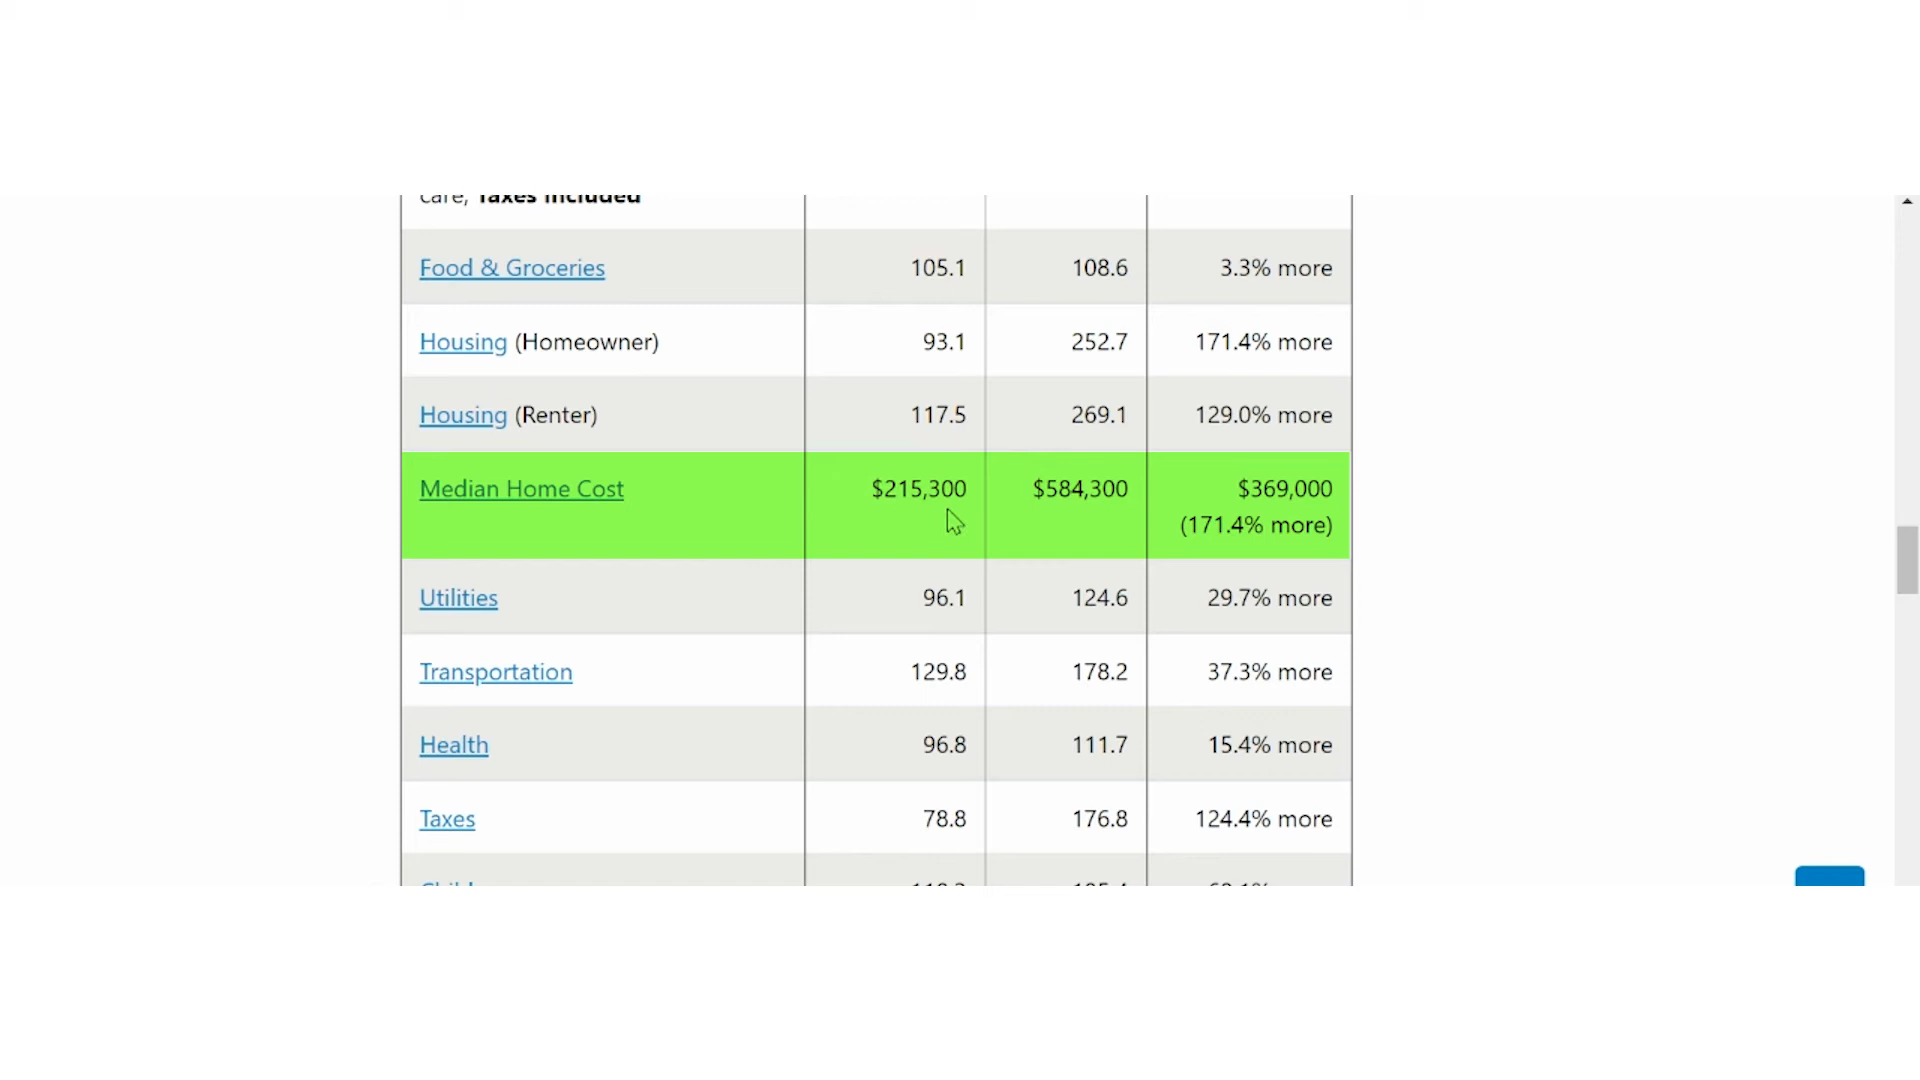 care, Taxes included
Food & Groceries 105.1 108.6 3.3% more
Housing (Homeowner) 93.1 252.7 171.4% more
Housing (Renter) 117.5 269.1 129.0% more
Median Home Cost $215,300 $584,300 $369,000
(171.4% more)
Utilities 96.1 124.6 29.7% more
Transportation 129.8 178.2 37.3% more
Health 96.8 111.7 15.4% more
Taxes 78.8 176.8 124.4% more